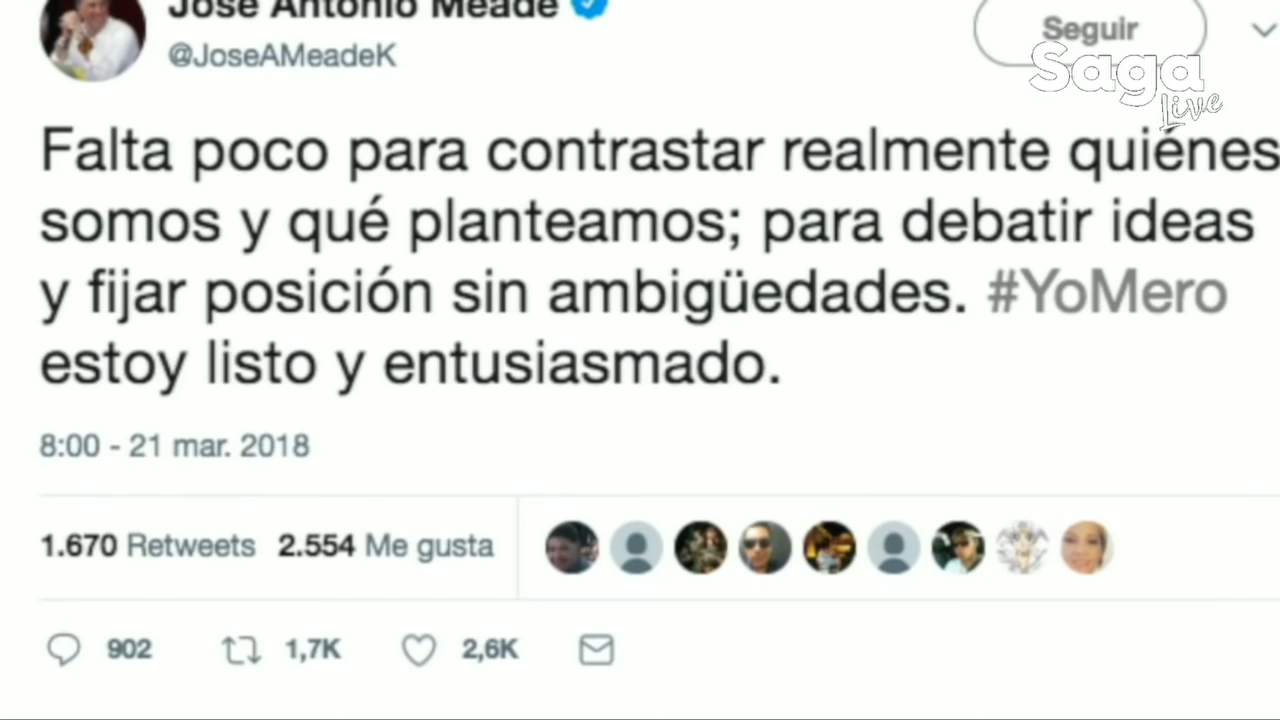 José Antonio Meade
@JoseAMeadeK
Seguir
Saga
Live
Falta poco para contrastar realmente quiénes
somos y qué planteamos; para debatir ideas
y fijar posición sin ambigüedades. #YoMero
estoy listo y entusiasmado.
8:00 - 21 mar. 2018
1.670 Retweets 2.554 Me gusta
902 1,7K 2,6K